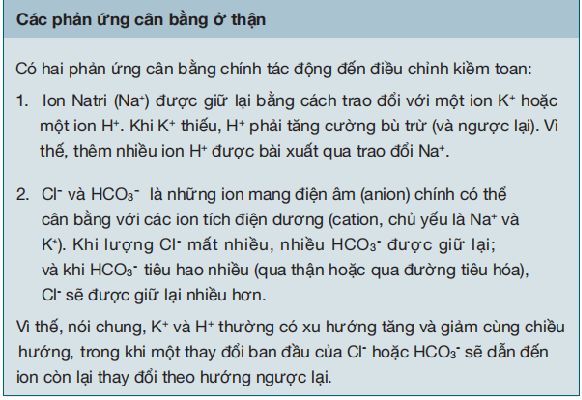 Các phản ứng cân bằng ở thận
Có hai phản ứng cân bằng chính tác động đến điều chỉnh kiềm toan:
1. Ion Natri (Na⁺) được giữ lại bằng cách trao đổi với một ion K⁺ hoặc
một ion H⁺. Khi K⁺ thiếu, H⁺ phải tăng cường bù trừ (và ngược lại). Vì
thế, thêm nhiều ion H⁺ được bài xuất qua trao đổi Na⁺.
2. Cl⁻ và HCO₃⁻ là những ion mang điện âm (anion) chính có thể
cân bằng với các ion tích điện dương (cation, chủ yếu là Na⁺ và
K⁺). Khi lượng Cl⁻ mất nhiều, nhiều HCO₃⁻ được giữ lại;
và khi HCO₃⁻ tiêu hao nhiều (qua thận hoặc qua đường tiêu hóa),
Cl⁻ sẽ được giữ lại nhiều hơn.
Vì thế, nói chung, K⁺ và H⁺ thường có xu hướng tăng và giảm cùng chiều
hướng, trong khi một thay đổi ban đầu của Cl⁻ hoặc HCO₃⁻ sẽ dẫn đến
ion còn lại thay đổi theo hướng ngược lại.